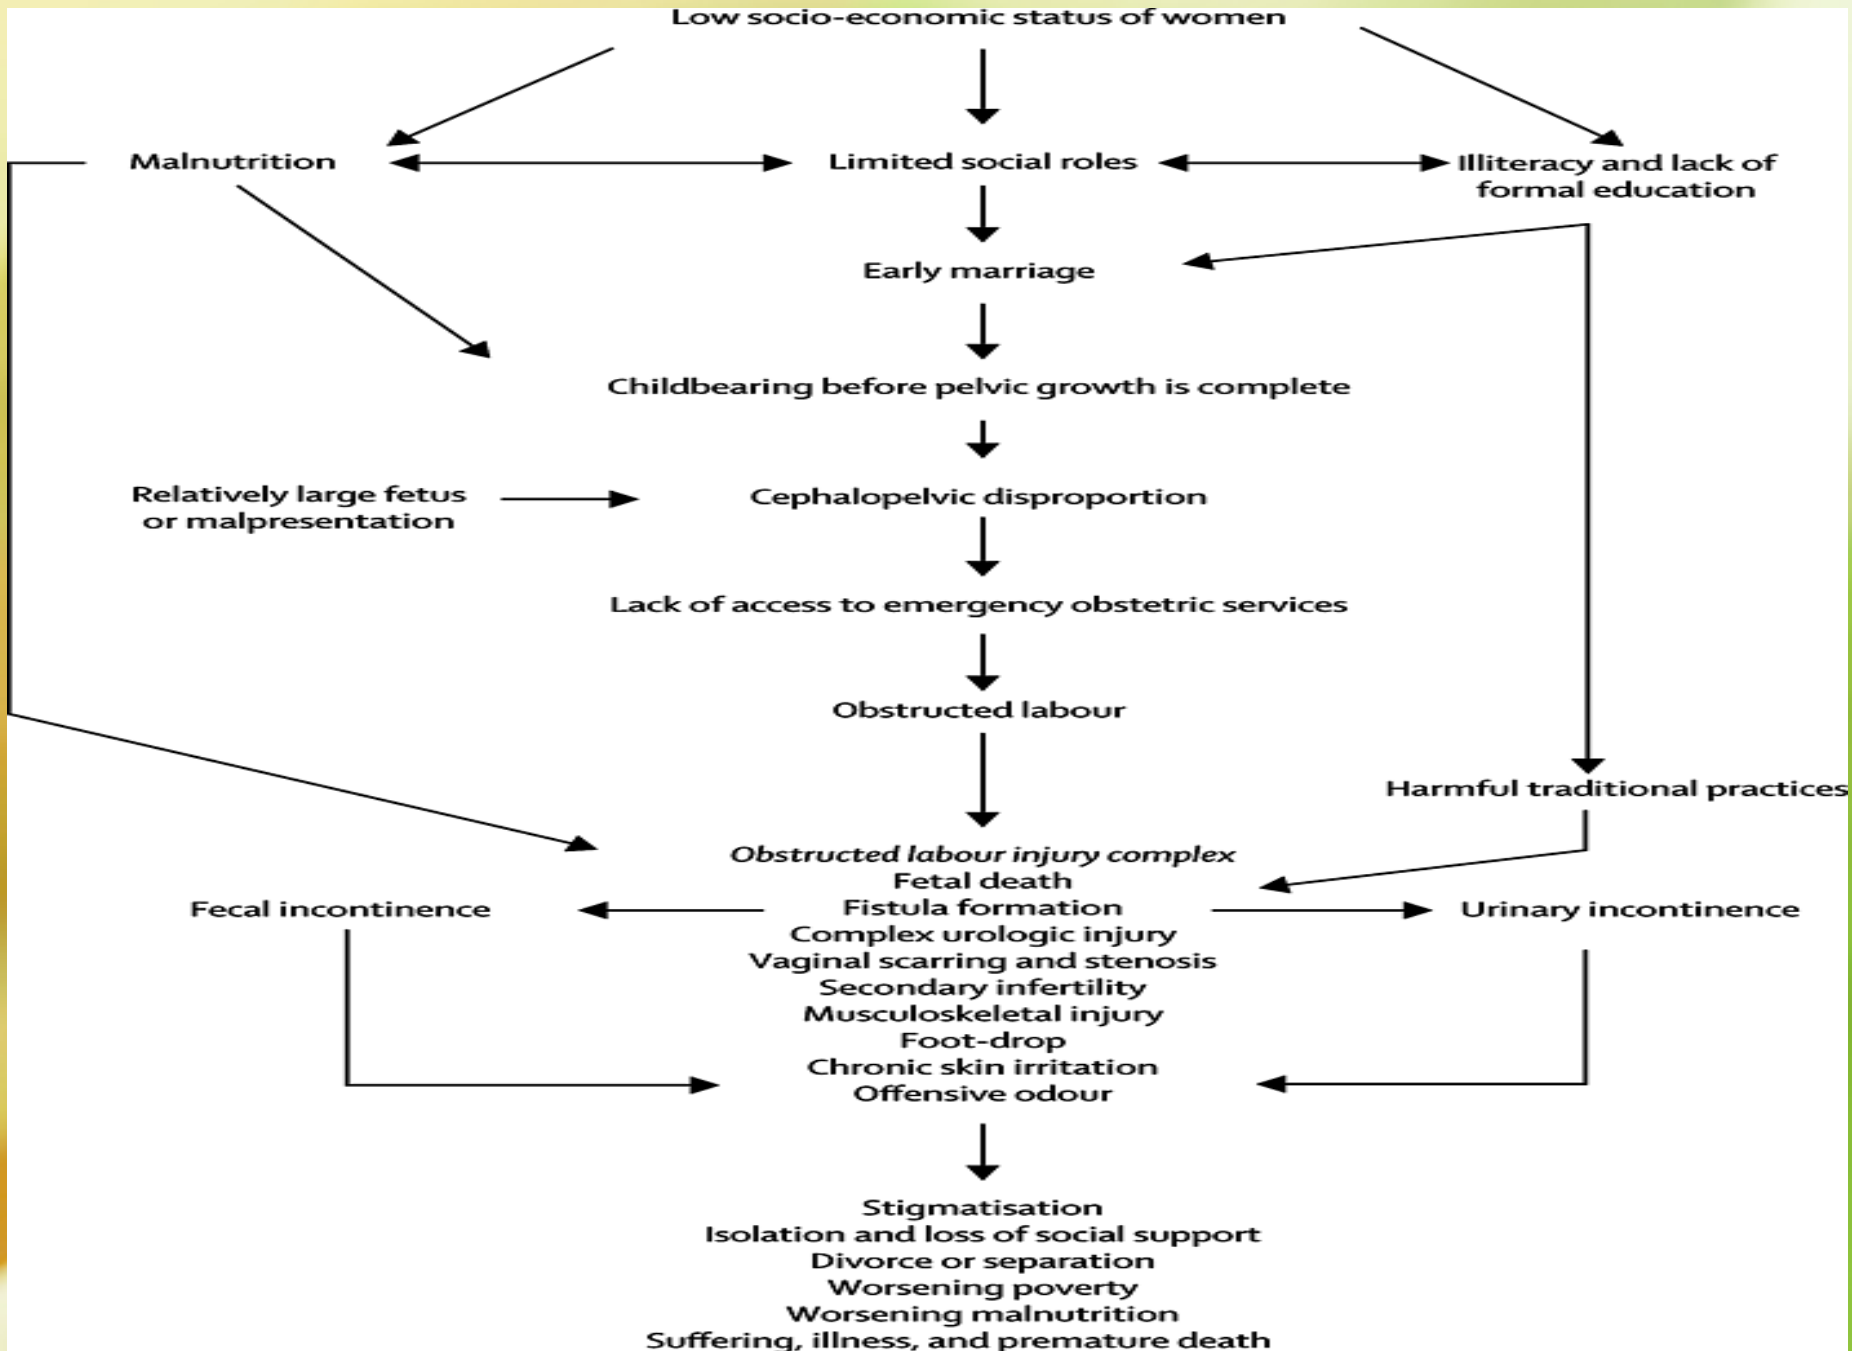 Low socio-economic status of women
Malnutrition
Limited social roles
Illiteracy and lack of
formal education
Early marriage
Childbearing before pelvic growth is complete
Relatively large fetus
or malpresentation
Cephalopelvic disproportion
Lack of access to emergency obstetric services
Obstructed labour
Harmful traditional practices
Obstructed labour injury complex
Fetal death
Fecal incontinence
Fistula formation
Urinary incontinence
Complex urologic injury
Vaginal scarring and stenosis
Secondary infertility
Musculoskeletal injury
Foot-drop
Chronic skin irritation
Offensive odour
Stigmatisation
Isolation and loss of social support
Divorce or separation
Worsening poverty
Worsening malnutrition
Suffering, illness, and premature death